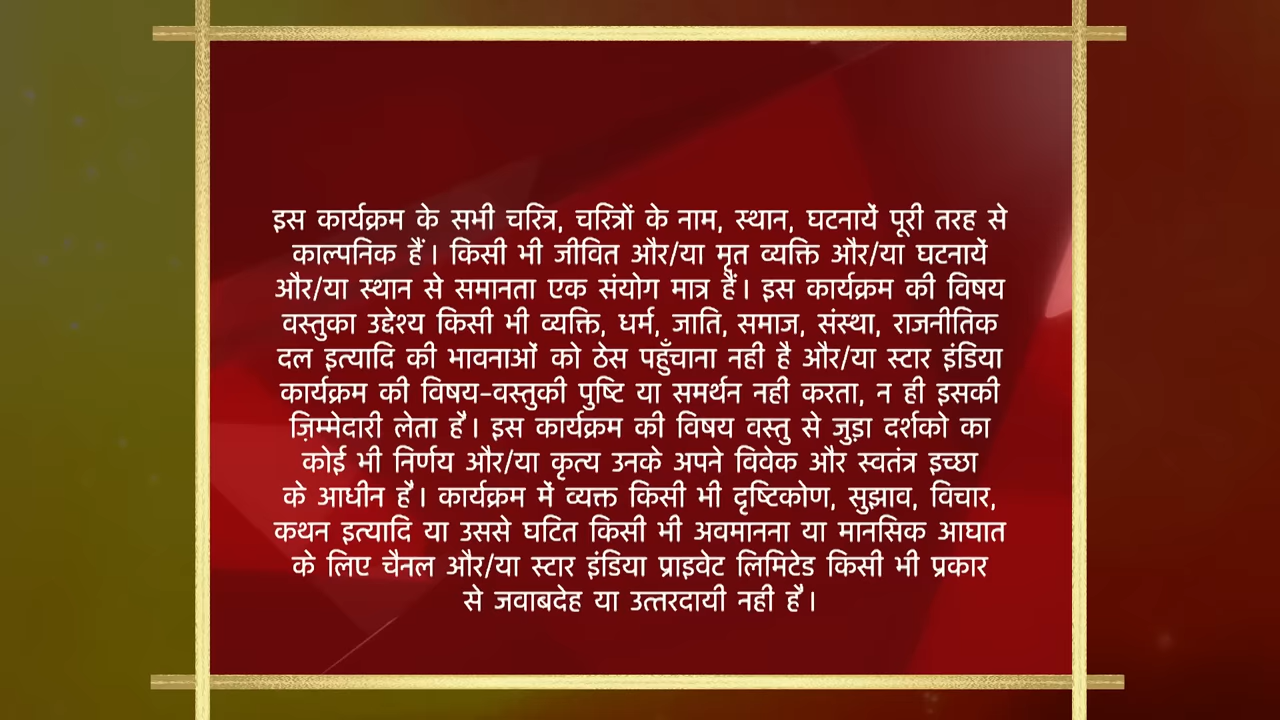 इस कार्यक्रम के सभी चरित्र, चरित्रों के नाम, स्थान, घटनायें पूरी तरह से
काल्पनिक हैं। किसी भी जीवित और/या मृत व्यक्ति और/या घटनायें
और/या स्थान से समानता एक संयोग मात्र हैं। इस कार्यक्रम की विषय
वस्तुका उद्देश्य किसी भी व्यक्ति, धर्म, जाति, समाज, संस्था, राजनीतिक
दल इत्यादि की भावनाओं को ठेस पहुँचाना नही है और/या स्टार इंडिया
कार्यक्रम की विषय-वस्तुकी पुष्टि या समर्थन नही करता, न ही इसकी
ज़िम्मेदारी लेता हैं। इस कार्यक्रम की विषय वस्तु से जुड़ा दर्शको का
कोई भी निर्णय और/या कृत्य उनके अपने विवेक और स्वतंत्र इच्छा
के आधीन हैं। कार्यक्रम में व्यक्त किसी भी दृष्टिकोण, सुझाव, विचार,
कथन इत्यादि या उससे घटित किसी भी अवमानना या मानसिक आघात
के लिए चैनल और/या स्टार इंडिया प्राइवेट लिमिटेड किसी भी प्रकार
से जवाबदेह या उत्तरदायी नही हैं।